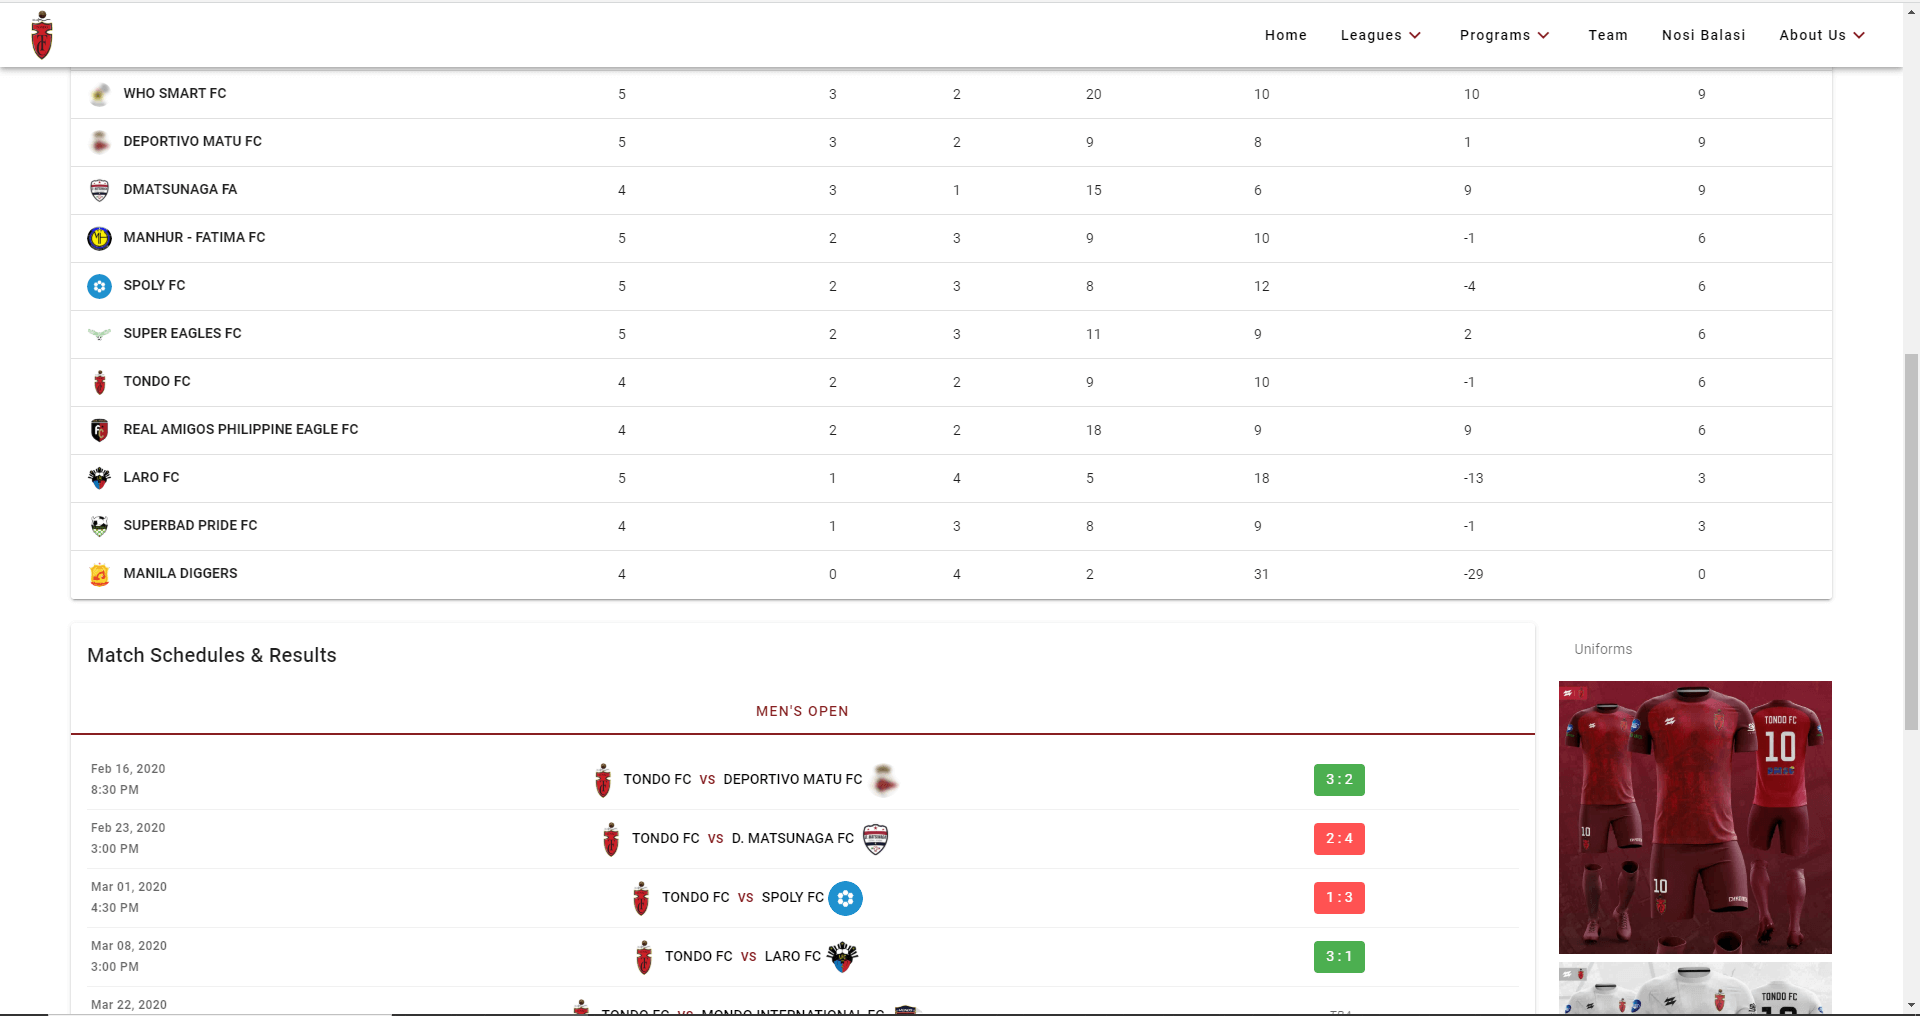 Home Leagues Programs Team Nosi Balasi About Us
WHO SMART FC 5 3 2 20 10 10 9
DEPORTIVO MATU FC 5 3 2 9 8 1 9
DMATSUNAGA FA 4 3 1 15 6 9 9
MANHUR - FATIMA FC 5 2 3 9 10 -1 6
SPOLY FC 5 2 3 8 12 -4 6
SUPER EAGLES FC 5 2 3 11 9 2 6
TONDO FC 4 2 2 9 10 -1 6
REAL AMIGOS PHILIPPINE EAGLE FC 4 2 2 18 9 9 6
LARO FC 5 1 4 5 18 -13 3
SUPERBAD PRIDE FC 4 1 3 8 9 -1 3
MANILA DIGGERS 4 0 4 2 31 -29 0
Match Schedules & Results
MEN'S OPEN
Feb 16, 2020
8:30 PM
TONDO FC VS DEPORTIVO MATU FC
3 : 2
Feb 23, 2020
3:00 PM
TONDO FC VS D. MATSUNAGA FC
2 : 4
Mar 01, 2020
4:30 PM
TONDO FC VS SPOLY FC
1 : 3
Mar 08, 2020
3:00 PM
TONDO FC VS LARO FC
3 : 1
Mar 22, 2020
TONDO FC VS MONDO INTERNATIONAL FC
Uniforms
TONDO FC
10
10
10
TONDO FC
10